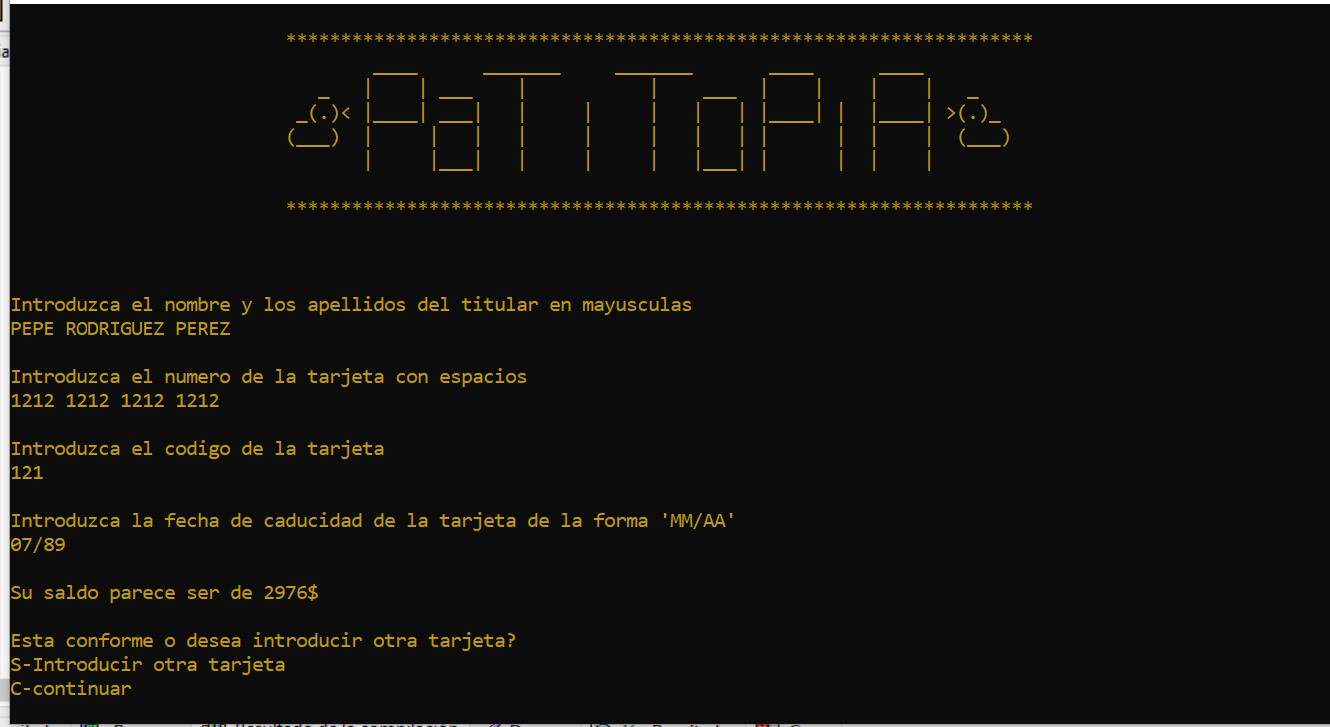 PaTITOPIA
Introduzca el nombre y los apellidos del titular en mayusculas
PEPE RODRIGUEZ PEREZ
Introduzca el numero de la tarjeta con espacios
1212 1212 1212 1212
Introduzca el codigo de la tarjeta
121
Introduzca la fecha de caducidad de la tarjeta de la forma 'MM/AA'
07/89
Su saldo parece ser de 2976$
Esta conforme o desea introducir otra tarjeta?
S-Introducir otra tarjeta
C-continuar